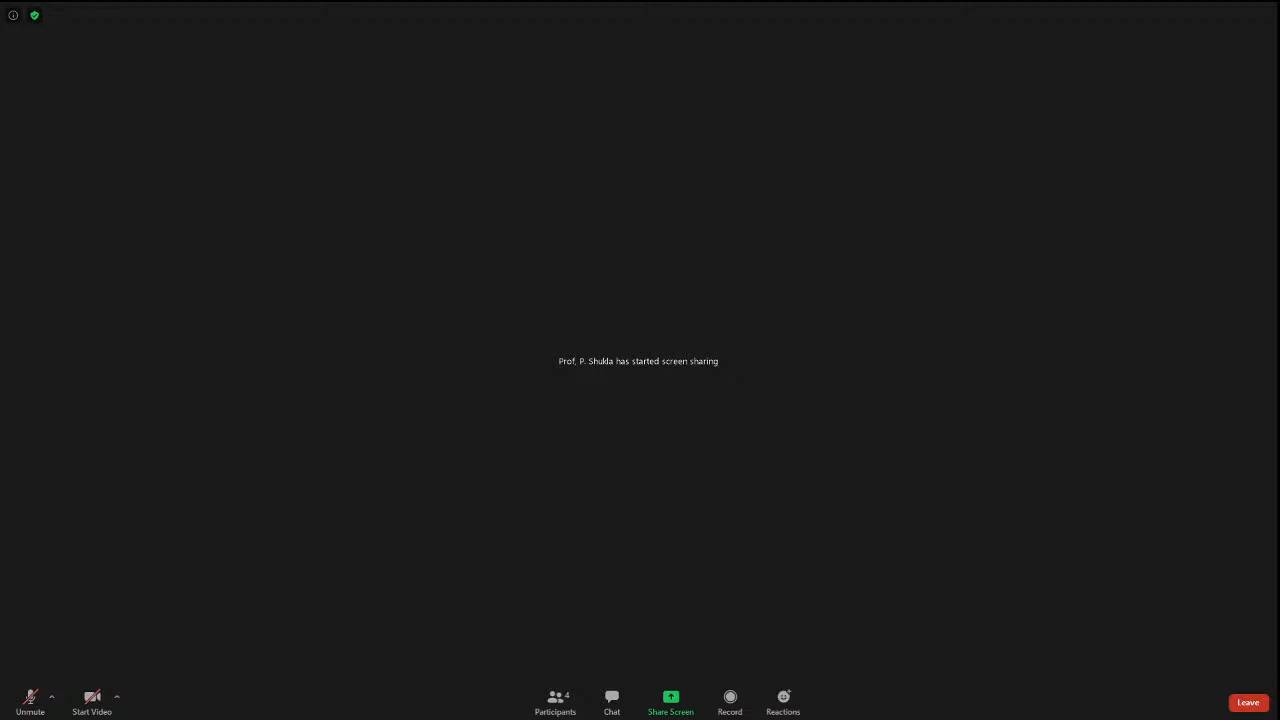 Prof, P. Shukla has started screen sharing
4
Unmute
Start Video
Participants
Chat
Share Screen
Record
Reactions
Leave